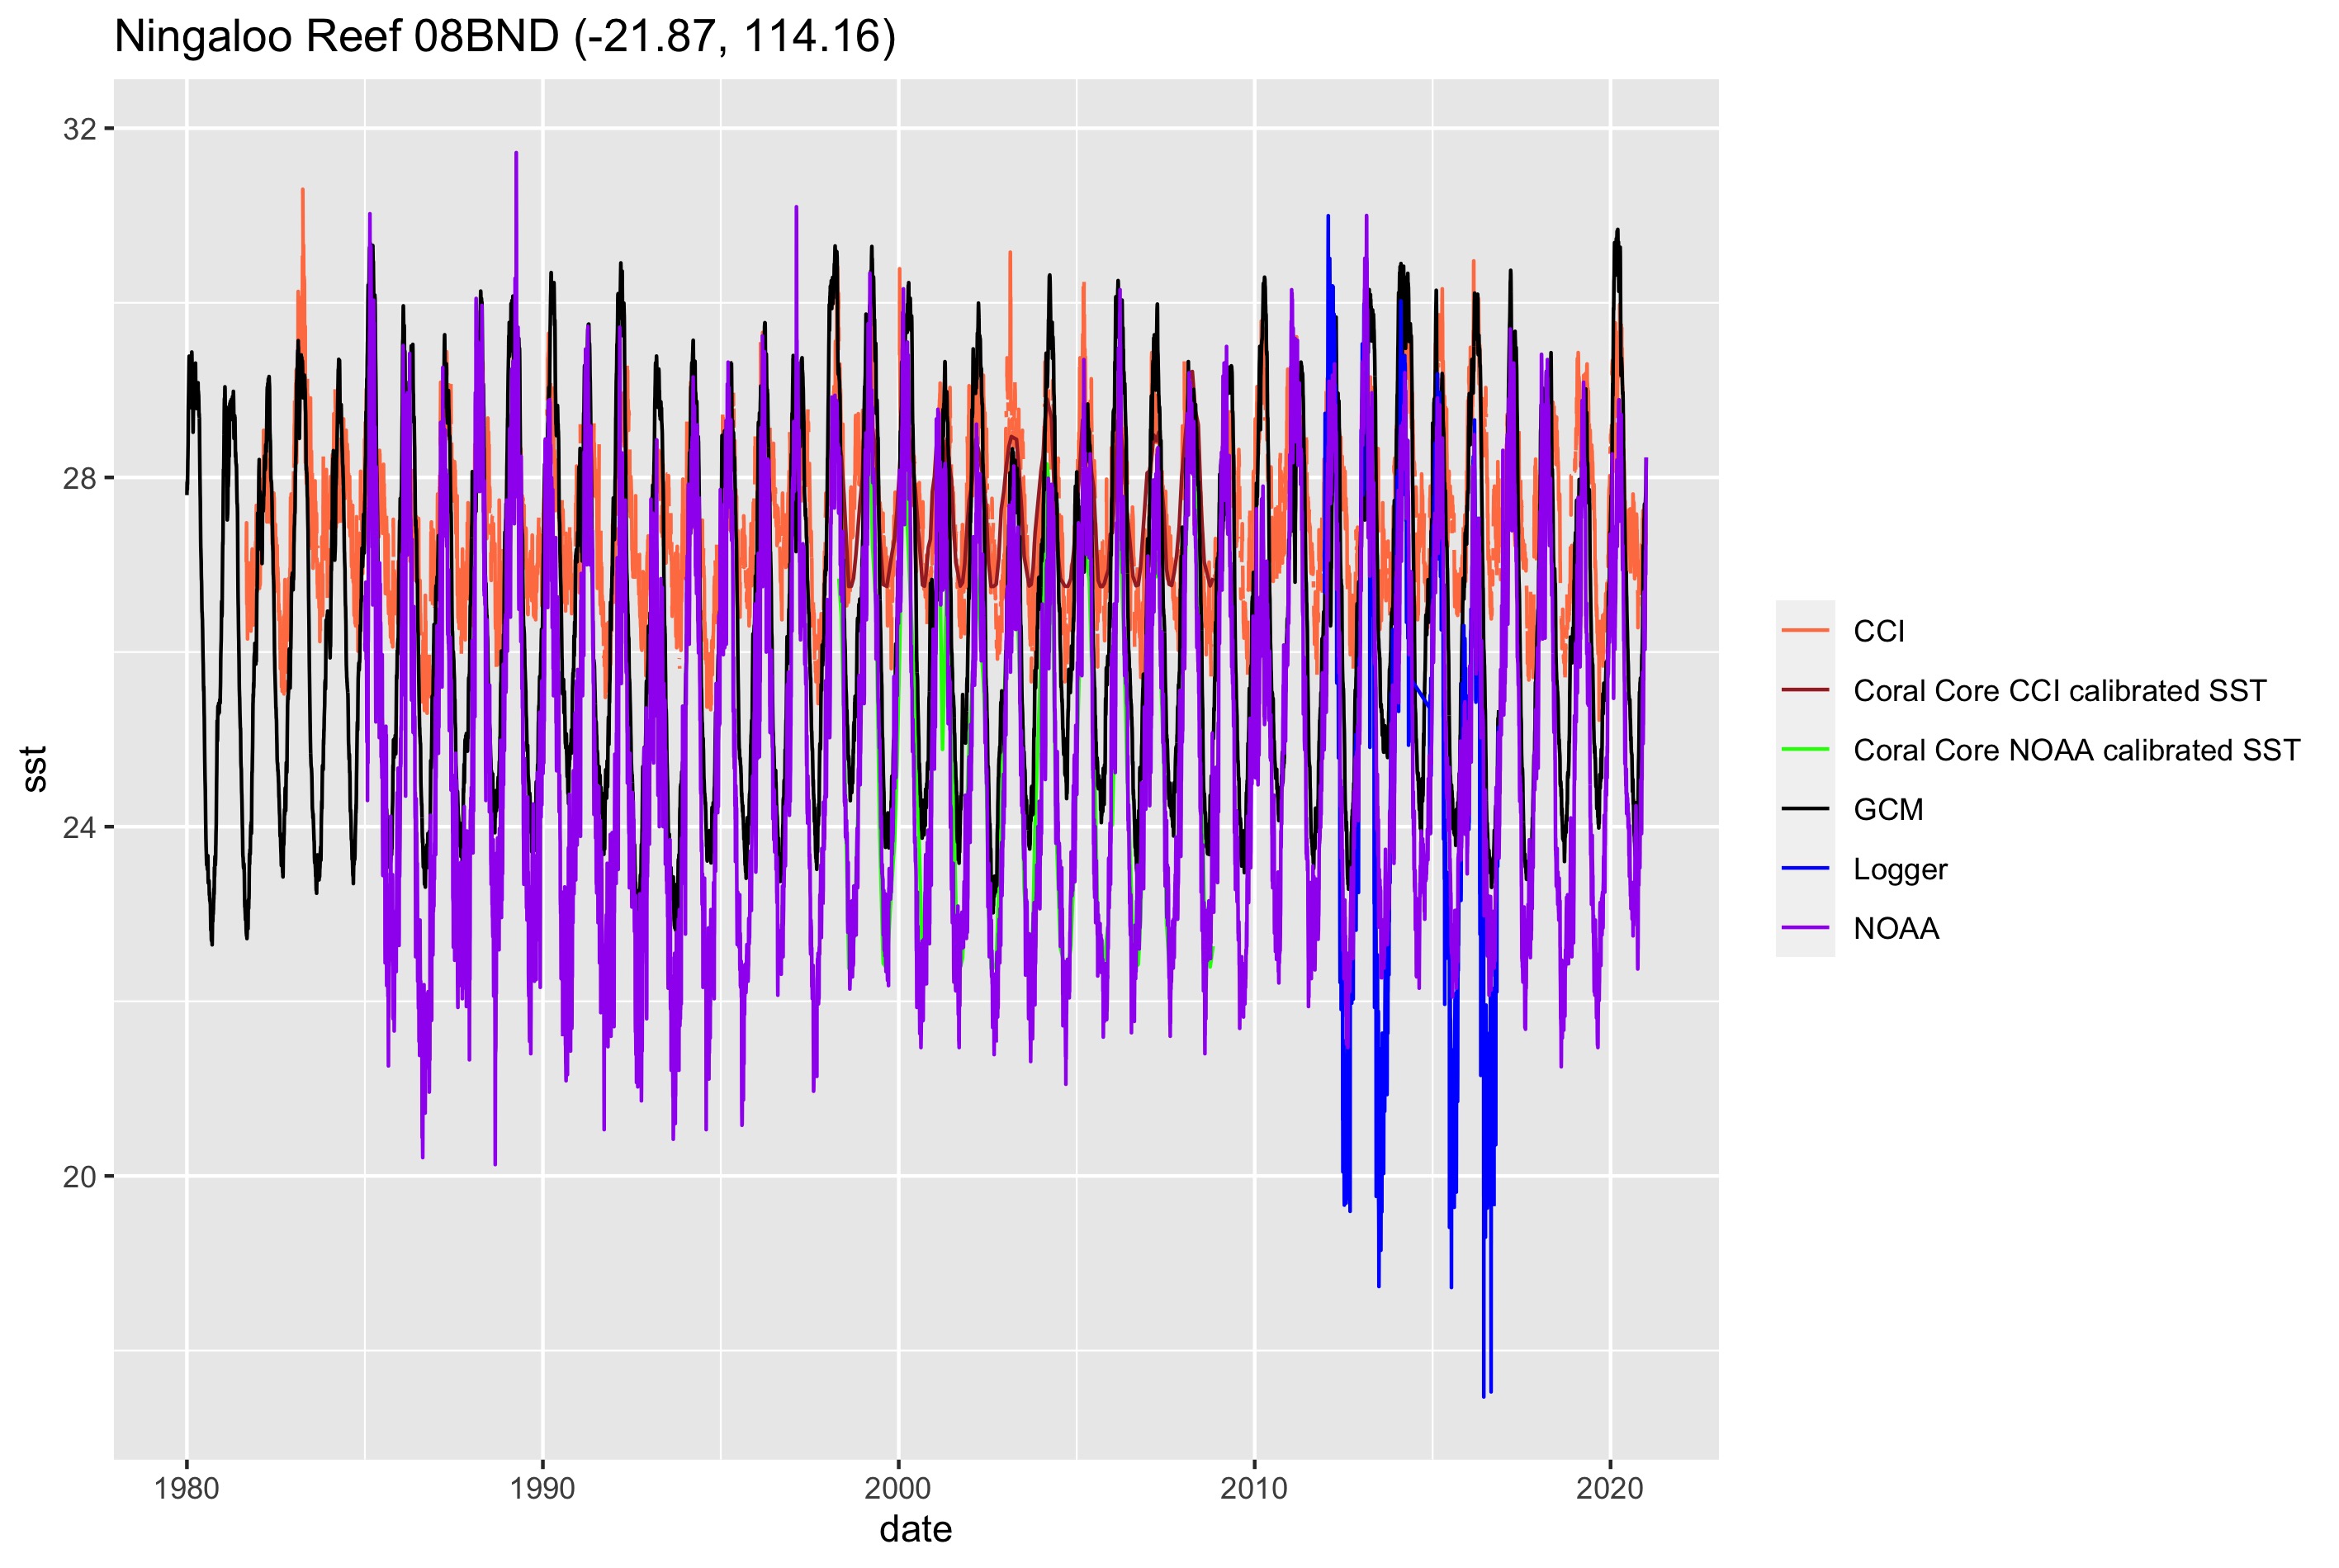 Ningaloo Reef 08BND (-21.87, 114.16)
32
28
24
20
sst
1980
1990
2000
2010
2020
date
CCI
Coral Core CCI calibrated SST
Coral Core NOAA calibrated SST
GCM
Logger
NOAA